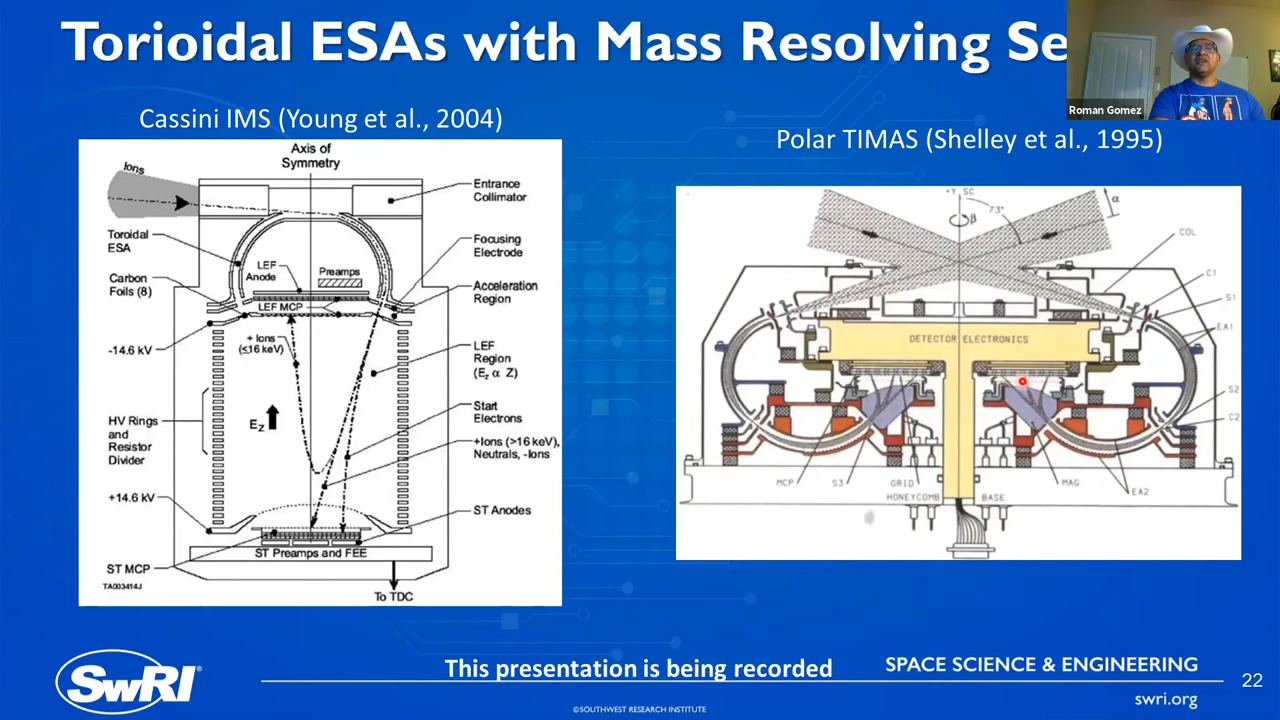 Torioidal ESAs with Mass Resolving Se
Roman Gomez
Cassini IMS (Young et al., 2004)
Polar TIMAS (Shelley et al., 1995)
Axis of
Symmetry
Ions
Entrance
Collimator
Toroidal
ESA
Focusing
Electrode
LEF
Anode
Preamps
Carbon
Foils (8)
Acceleration
Region
LEF MCP
-14.6 kV
+ Ions
(≤16 keV)
LEF
Region
(Ez α Z)
HV Rings
and
Resistor
Divider
Ez
Start
Electrons
+Ions (>16 keV),
Neutrals, -Ions
+14.6 kV
ST Anodes
ST Preamps and FEE
ST MCP
TA003414J
To TDC
+Y SC
73°
β
α
COL
C1
S1
EA1
DETECTOR ELECTRONICS
S2
C2
MCP
S3
GRID
MAG
EA2
HONEYCOMB
BASE
SwRI®
This presentation is being recorded
SPACE SCIENCE & ENGINEERING
22
swri.org
©SOUTHWEST RESEARCH INSTITUTE